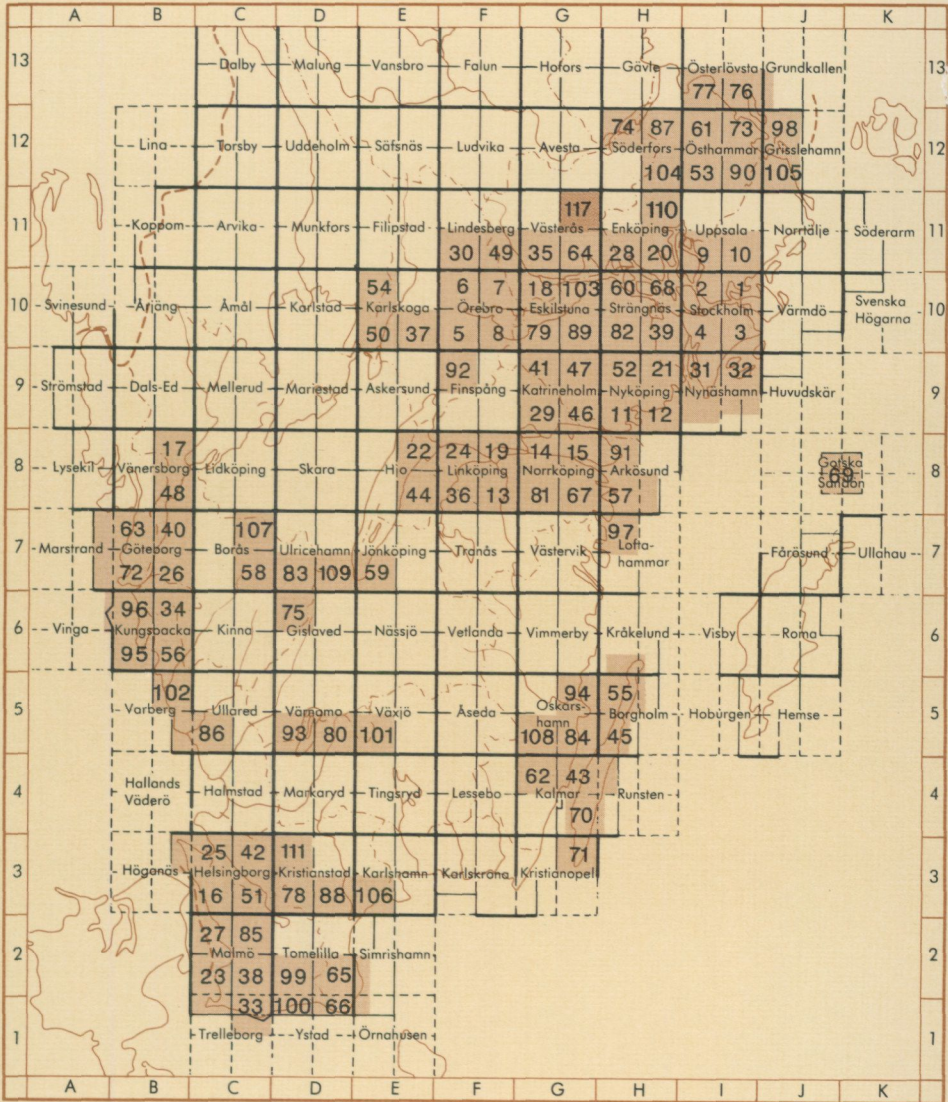 A B C D E F G H I J K
13 Dalby Malung Vansbro Falun Hofors Gävle Österlövsta Grundkallen 13
77 76
74 87 61 73 98
12 Lina Torsby Uddeholm Säfsnäs Ludvika Avesta Söderfors Östhammar Grisslehamn 12
104 53 90 105
117 110
11 Koppom Arvika Munkfors Filipstad Lindesberg Västerås Enköping Uppsala Norrtälje Söderarm 11
30 49 35 64 28 20 9 10
54 6 7 18 103 60 68 2 1
10 Svinesund Årjäng Åmål Karlstad Karlskoga Örebro Eskilstuna Strängnäs Stockholm Värmdö Svenska Högarna 10
50 37 5 8 79 89 82 39 4 3
92 41 47 52 21 31 32
9 Strömstad Dals-Ed Mellerud Mariestad Askersund Finspång Katrineholm Nyköping Nynäshamn Huvudskär 9
29 46 11 12
17 22 24 19 14 15 91
8 Lysekil Vänersborg Lidköping Skara Hjo Linköping Norrköping Arkösund Gotska Sandön 69 8
48 44 36 13 81 67 57
63 40 107 97
7 Marstrand Göteborg Borås Ulricehamn Jönköping Tranås Västervik Lofta-hammar Fårösund Ullahau 7
72 26 58 83 109 59
96 34 75
6 Vinga Kungsbacka Kinna Gislaved Nässjö Vetlanda Vimmerby Kråkelund Visby Roma 6
95 56
102 94 55
5 Varberg Ullared Värnamo Växjö Åseda Oskars-hamn Borgholm Hoburgen Hemse 5
86 93 80 101 108 84 45
62 43
4 Hallands Väderö Halmstad Markaryd Tingsryd Lessebo Kalmar Runsten 4
70
25 42 111 71
3 Höganäs Helsingborg Kristianstad Karlshamn Karlskrona Kristianopel 3
16 51 78 88 106
27 85
2 Malmö Tomelilla Simrishamn 2
23 38 99 65
33 100 66
1 Trelleborg Ystad Örnahusen 1
A B C D E F G H I J K